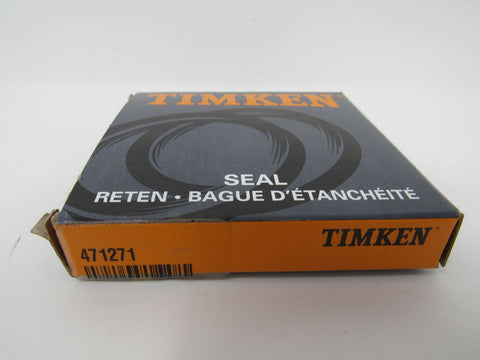 TIMKEN
SEAL
RETEN • BAGUE D'ÉTANCHÉITÉ
TIMKEN
471271